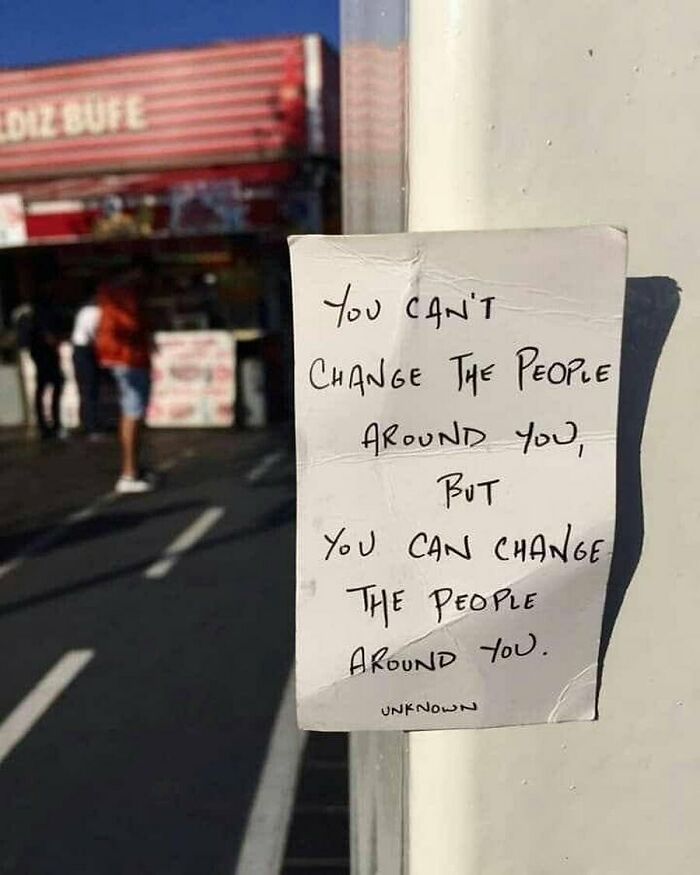 LDIZ BÜFE
YOU CAN'T
CHANGE THE PEOPLE
AROUND YOU,
BUT
YOU CAN CHANGE
THE PEOPLE
AROUND YOU.
UNKNOWN